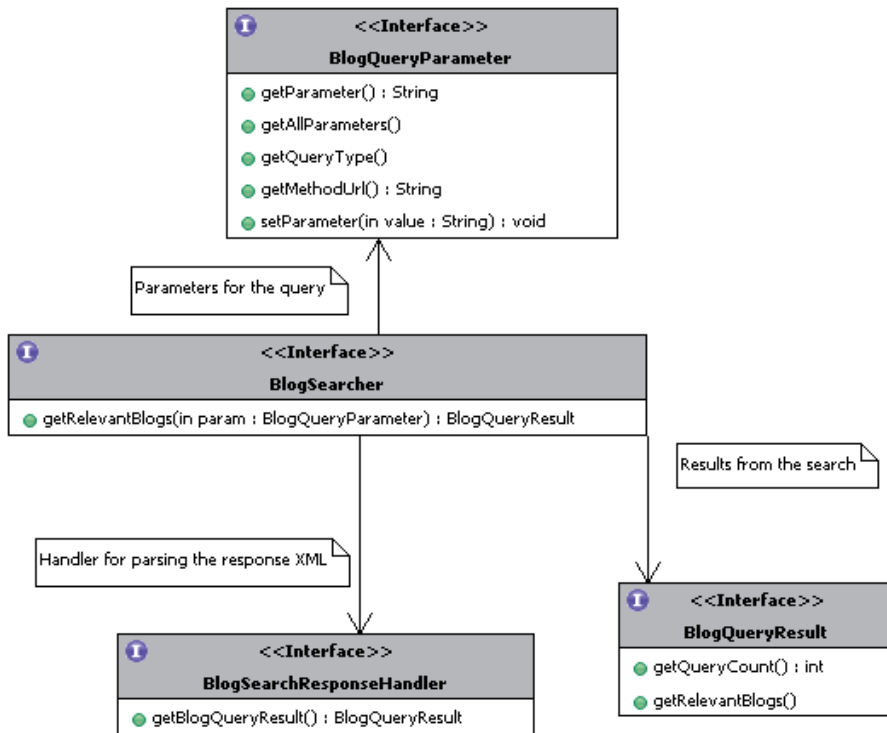 I <<Interface>>
BlogQueryParameter
getParameter() : String
getAllParameters()
getQueryType()
getMethodUrl() : String
setParameter(in value : String) : void
Parameters for the query
I <<Interface>>
BlogSearcher
getRelevantBlogs(in param : BlogQueryParameter) : BlogQueryResult
Results from the search
Handler for parsing the response XML
I <<Interface>>
BlogQueryResult
getQueryCount() : int
getRelevantBlogs()
I <<Interface>>
BlogSearchResponseHandler
getBlogQueryResult() : BlogQueryResult